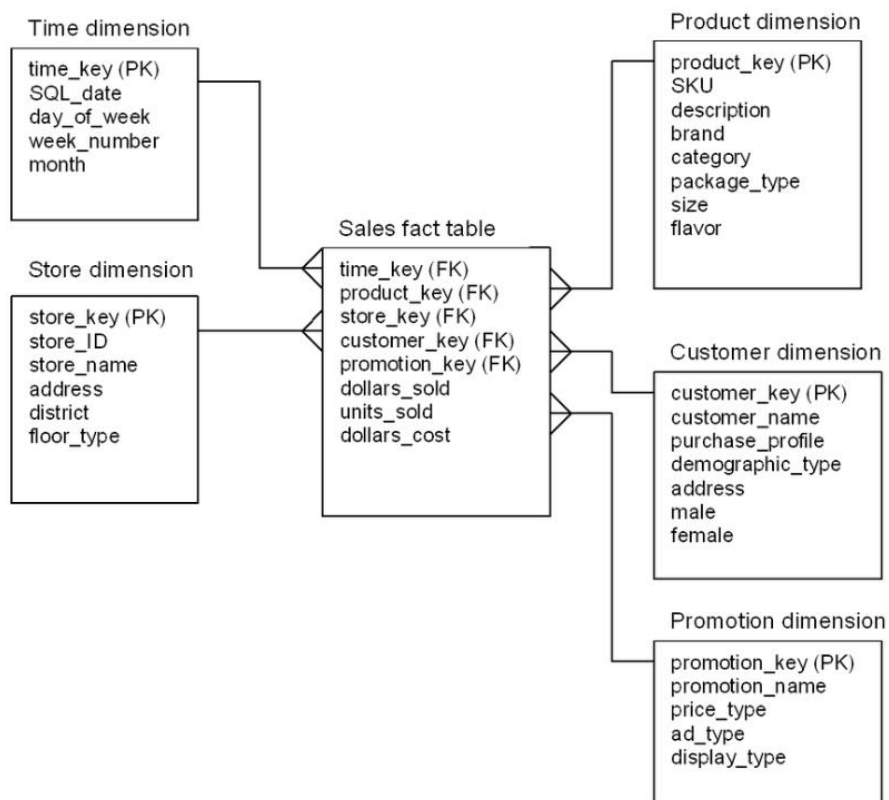 Time dimension
time_key (PK)
SQL_date
day_of_week
week_number
month
Store dimension
store_key (PK)
store_ID
store_name
address
district
floor_type
Sales fact table
time_key (FK)
product_key (FK)
store_key (FK)
customer_key (FK)
promotion_key (FK)
dollars_sold
units_sold
dollars_cost
Product dimension
product_key (PK)
SKU
description
brand
category
package_type
size
flavor
Customer dimension
customer_key (PK)
customer_name
purchase_profile
demographic_type
address
male
female
Promotion dimension
promotion_key (PK)
promotion_name
price_type
ad_type
display_type